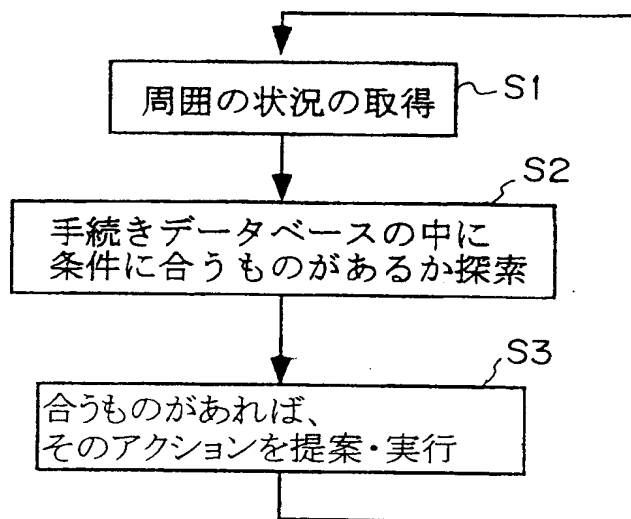 周囲の状況の取得
S1
S2
手続きデータベースの中に
条件に合うものがあるか探索
S3
合うものがあれば、
そのアクションを提案・実行